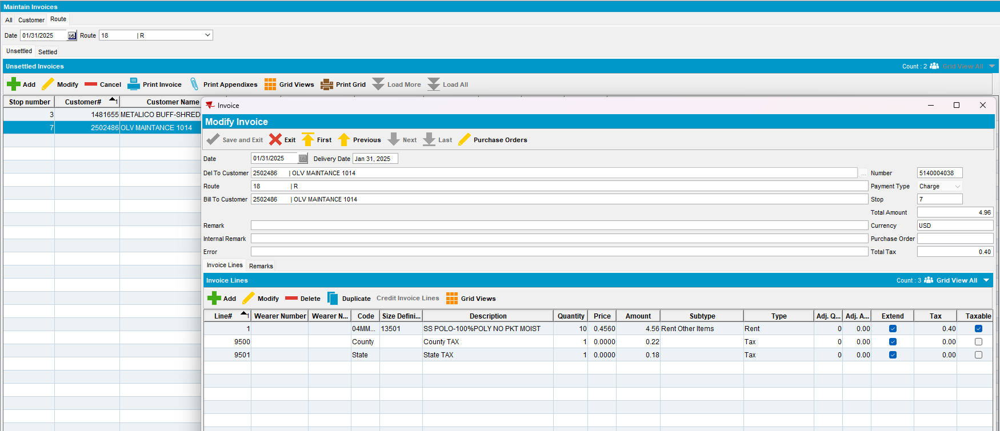 Maintain Invoices
All Customer Route
Date 01/31/2025 16 Route 18 | R
Unsettled Settled
Unsettled Invoices Count : 2 Grid View All
Add Modify Cancel Print Invoice Print Appendixes Grid Views Print Grid Load More Load All
Stop number Customer# 1 Customer Name
3 1481655 METALICO BUFF-SHRED
7 2502486 OLV MAINTANCE 1014
Invoice
Modify Invoice
Save and Exit Exit First Previous Next Last Purchase Orders
Date 01/31/2025 16 Delivery Date Jan 31, 2025
Del To Customer 2502486 | OLV MAINTANCE 1014 ... Number 5140004038
Route 18 | R Payment Type Charge
Bill To Customer 2502486 | OLV MAINTANCE 1014 Stop 7
Total Amount 4.96
Remark Currency USD
Internal Remark Purchase Order
Error Total Tax 0.40
Invoice Lines Remarks
Invoice Lines Count : 3 Grid View All
Add Modify Delete Duplicate Credit Invoice Lines Grid Views
Line# 1 Wearer Number Wearer N... Code Size Defini... Description Quantity Price Amount Subtype Type Adj. Q... Adj. A... Extend Tax Taxable
1 04MM... 13501 SS POLO-100%POLY NO PKT MOIST 10 0.4560 4.56 Rent Other Items Rent 0 0.00 0.40
9500 County County TAX 1 0.0000 0.22 Tax 0 0.00 0.00
9501 State State TAX 1 0.0000 0.18 Tax 0 0.00 0.00